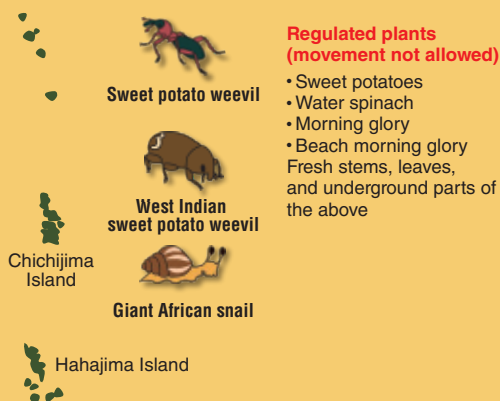 Sweet potato weevil
West Indian
sweet potato weevil
Giant African snail
Regulated plants
(movement not allowed)
• Sweet potatoes
• Water spinach
• Morning glory
• Beach morning glory
Fresh stems, leaves,
and underground parts of
the above
Chichijima
Island
Hahajima Island